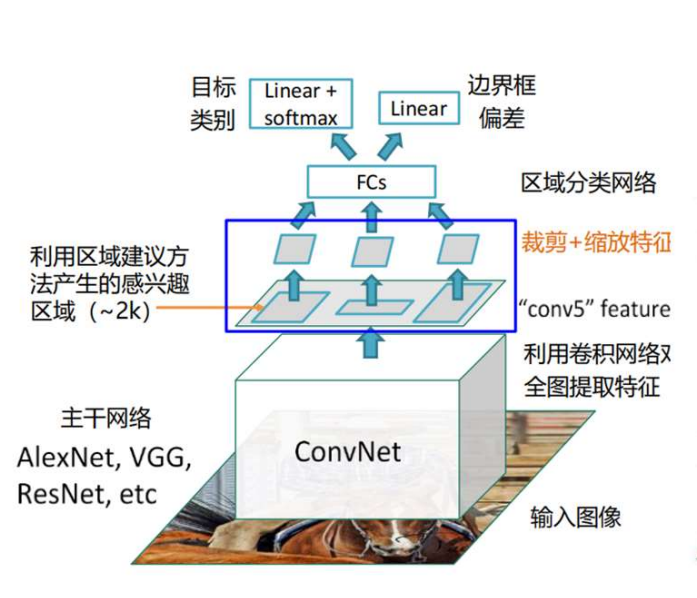 目标
类别
Linear +
softmax
Linear
边界框
偏差
FCs
区域分类网络
裁剪+缩放特征
利用区域建议方
法产生的感兴趣
区域（~2k）
“conv5” feature
利用卷积网络对
全图提取特征
主干网络
AlexNet, VGG,
ResNet, etc
ConvNet
输入图像